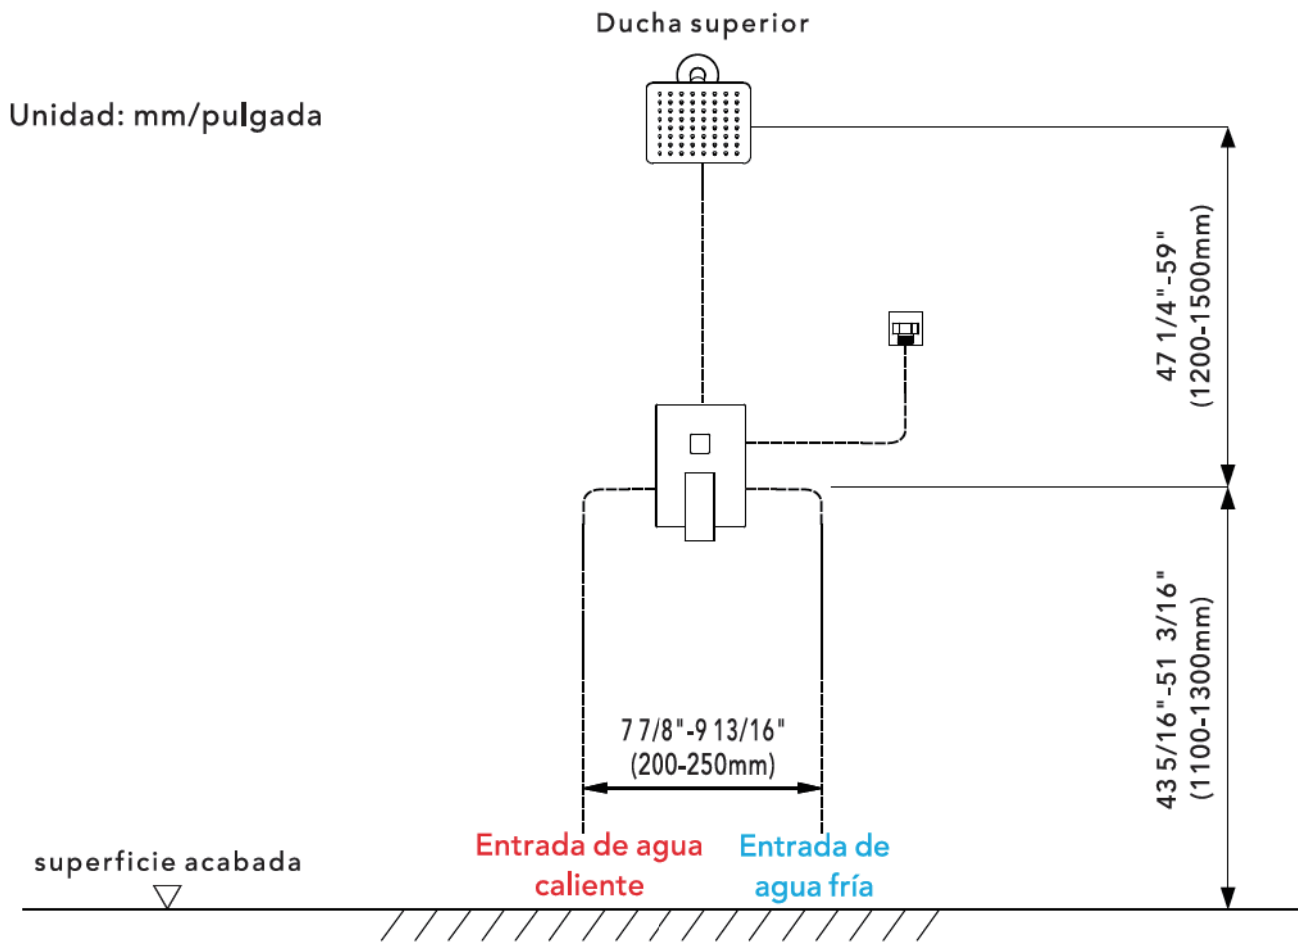 Ducha superior
Unidad: mm/pulgada
47 1/4"-59"
(1200-1500mm)
43 5/16"-51 3/16"
(1100-1300mm)
7 7/8"-9 13/16"
(200-250mm)
Entrada de agua
caliente
Entrada de
agua fría
superficie acabada